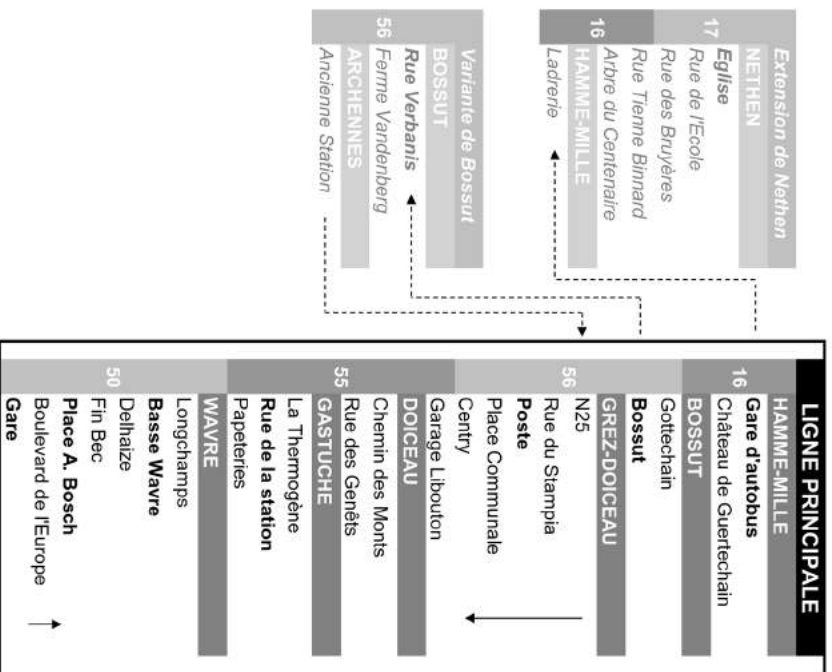 LIGNE PRINCIPALE
16
HAMME-MILLE
Gare d'autobus
Château de Guertechain
BOSSUT
Gottechain
56
Bossut
GREZ-DOICEAU
N25
Rue du Stampia
Poste
Place Communale
Centry
55
Garage Libouton
DOICEAU
Chemin des Monts
Rue des Genêts
GASTUCHE
La Thermogène
Rue de la station
Papeteries
50
WAVRE
Longchamps
Basse Wavre
Delhaize
Fin Bec
Place A. Bosch
Boulevard de l'Europe
Gare
Extension de Nethen
17
NETHEN
Eglise
Rue de l'Ecole
Rue des Bruyères
Rue Tienne Binnard
16
Arbre du Centenaire
HAMME-MILLE
Ladrerie
Variante de Bossut
56
BOSSUT
Rue Verbanis
Ferme Vandenberg
ARCHENNES
Ancienne Station